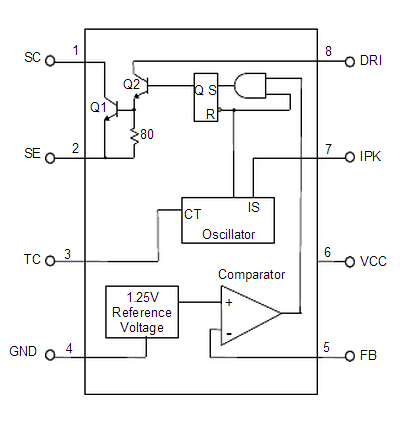 1
SC
8
DRI
Q2
Q S
Q1
R
80
2
SE
7
IPK
CT
IS
Oscillator
TC
3
6
VCC
Comparator
1.25V
Reference
Voltage
+
-
GND
4
5
FB